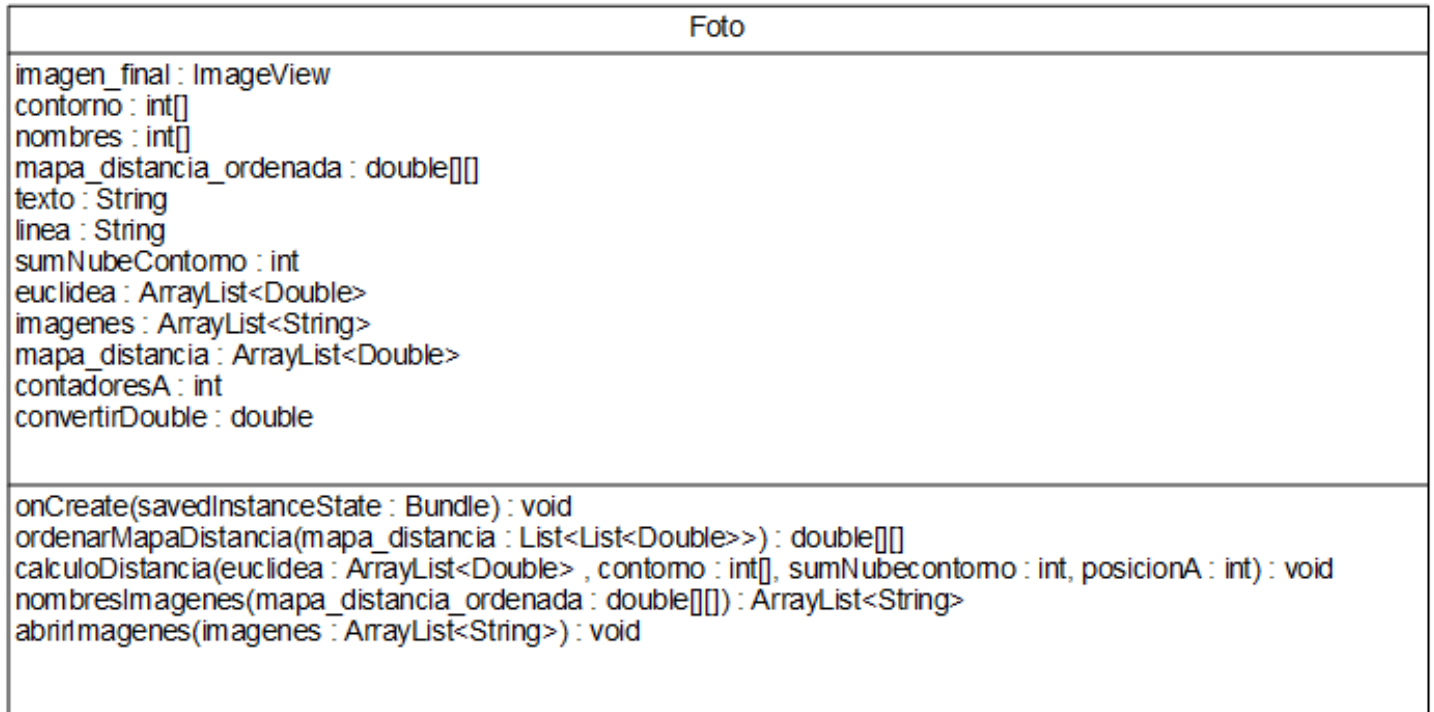 Foto
imagen_final : ImageView
contorno : int[]
nombres : int[]
mapa_distancia_ordenada : double[][]
texto : String
linea : String
sumNubeContorno : int
euclidea : ArrayList<Double>
imagenes : ArrayList<String>
mapa_distancia : ArrayList<Double>
contadoresA : int
convertirDouble : double
onCreate(savedInstanceState : Bundle) : void
ordenarMapaDistancia(mapa_distancia : List<List<Double>>) : double[][]
calculoDistancia(euclidea : ArrayList<Double> , contorno : int[], sumNubecontorno : int, posicionA : int) : void
nombresImagenes(mapa_distancia_ordenada : double[][]) : ArrayList<String>
abrirImagenes(imagenes : ArrayList<String>) : void